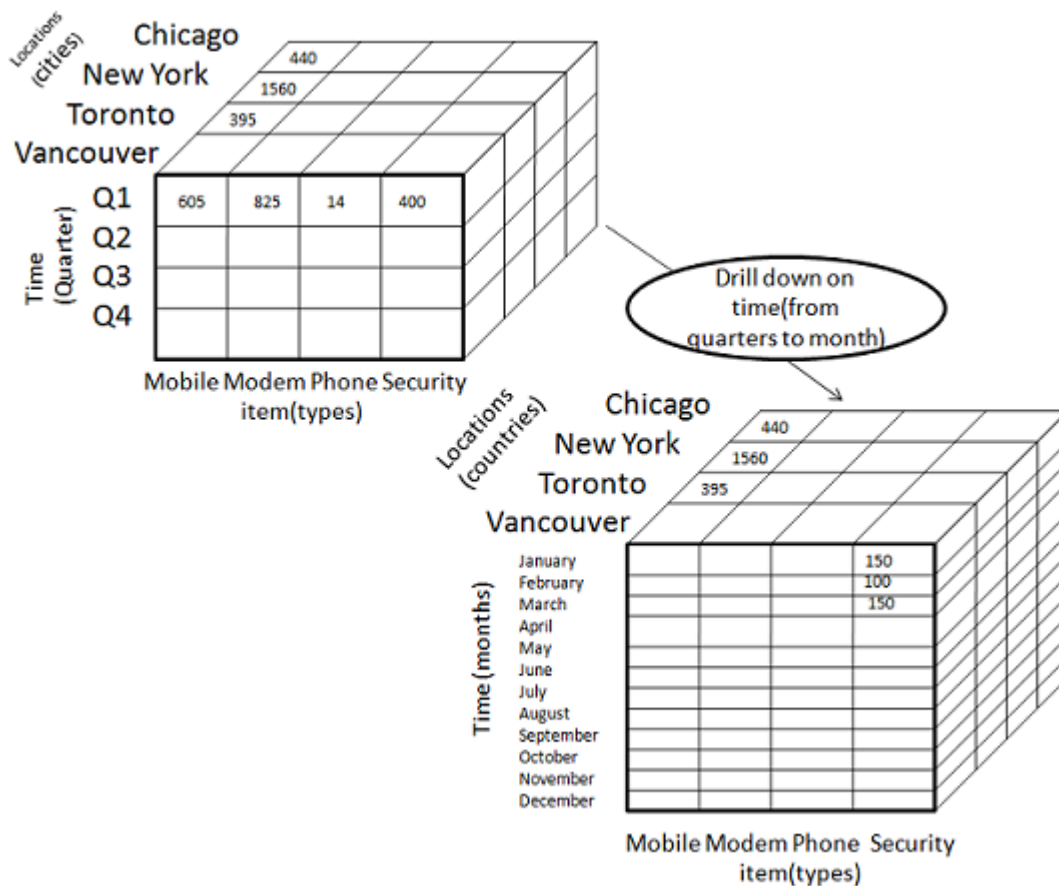 Locations
(cities)
Chicago
New York
Toronto
Vancouver
440
1560
395
Time
(Quarter)
Q1
Q2
Q3
Q4
605 825 14 400
Mobile Modem Phone Security
item(types)
Drill down on
time(from
quarters to month)
Locations
(countries)
Chicago
New York
Toronto
Vancouver
440
1560
395
Time (months)
January 150
February 100
March 150
April
May
June
July
August
September
October
November
December
Mobile Modem Phone Security
item(types)